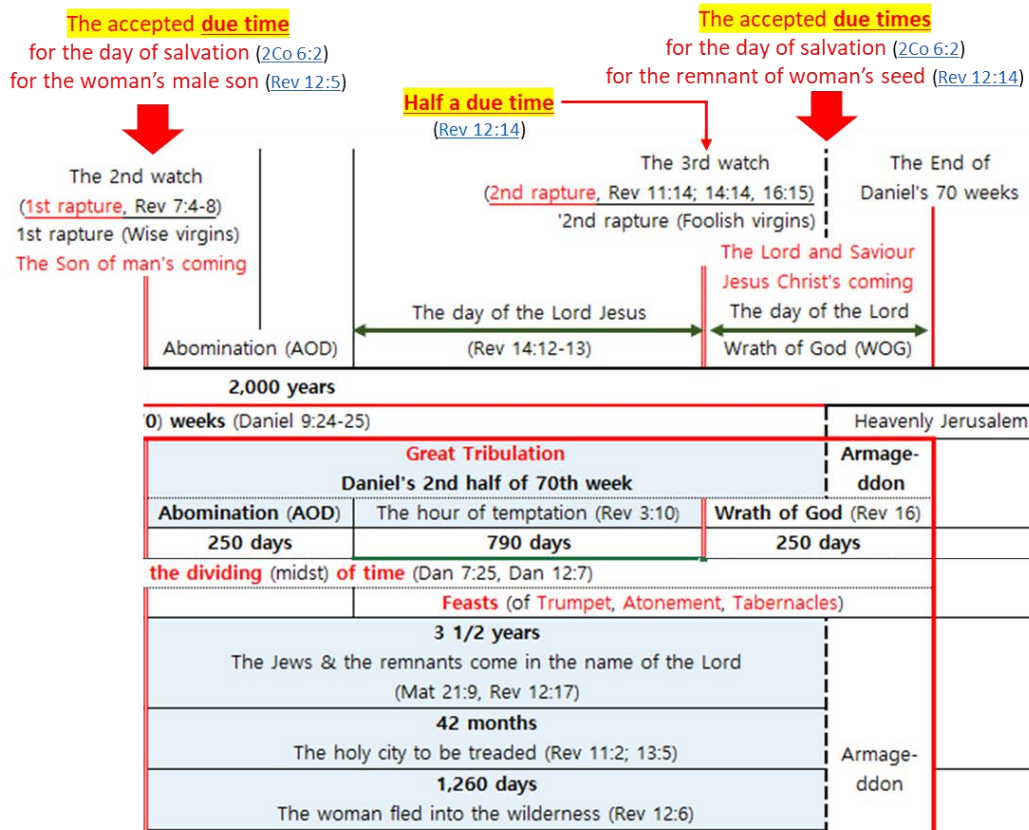 The accepted due time
for the day of salvation (2Co 6:2)
for the woman's male son (Rev 12:5)
The accepted due times
for the day of salvation (2Co 6:2)
for the remnant of woman's seed (Rev 12:14)
Half a due time
(Rev 12:14)
The 2nd watch
(1st rapture, Rev 7:4-8)
1st rapture (Wise virgins)
The Son of man's coming
The 3rd watch
(2nd rapture, Rev 11:14; 14:14, 16:15)
'2nd rapture (Foolish virgins)
The End of
Daniel's 70 weeks
The Lord and Saviour
Jesus Christ's coming
The day of the Lord Jesus
The day of the Lord
Abomination (AOD)
(Rev 14:12-13)
Wrath of God (WOG)
2,000 years
0) weeks (Daniel 9:24-25)
Heavenly Jerusalem
Great Tribulation
Daniel's 2nd half of 70th week
Armage-
ddon
Abomination (AOD)
The hour of temptation (Rev 3:10)
Wrath of God (Rev 16)
250 days
790 days
250 days
the dividing (midst) of time (Dan 7:25, Dan 12:7)
Feasts (of Trumpet, Atonement, Tabernacles)
3 1/2 years
The Jews & the remnants come in the name of the Lord
(Mat 21:9, Rev 12:17)
42 months
The holy city to be treaded (Rev 11:2; 13:5)
Armage-
ddon
1,260 days
The woman fled into the wilderness (Rev 12:6)